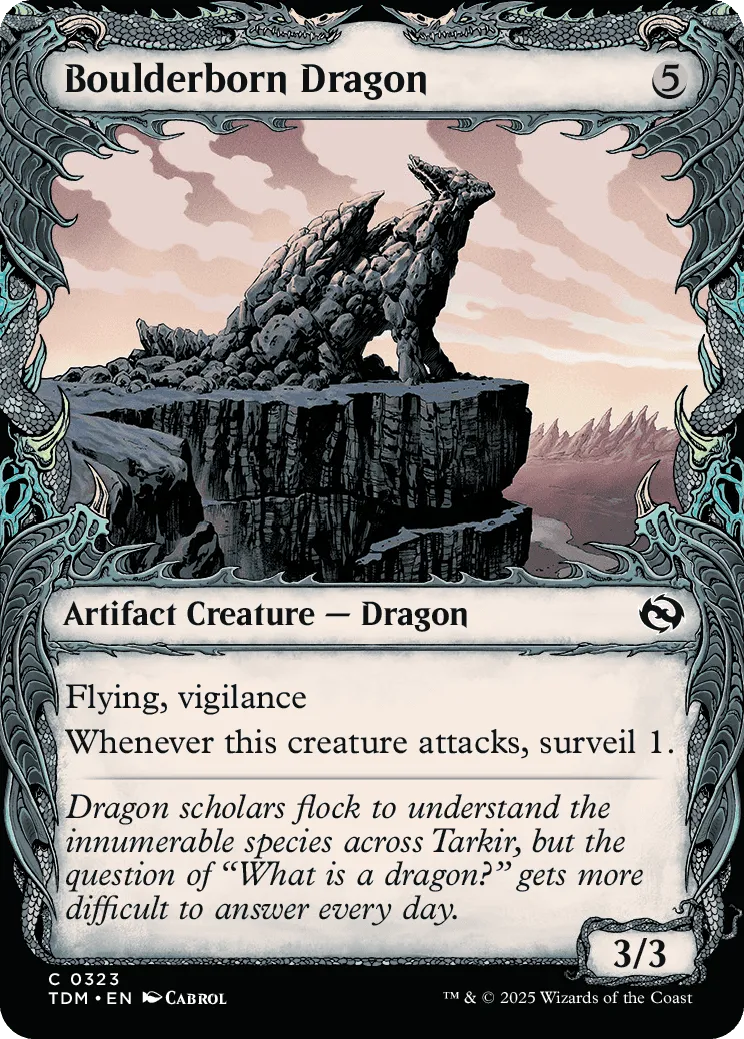 Boulderborn Dragon 5
Artifact Creature — Dragon
Flying, vigilance
Whenever this creature attacks, surveil 1.
Dragon scholars flock to understand the
innumerable species across Tarkir, but the
question of “What is a dragon?” gets more
difficult to answer every day.
3/3
C 0323
TDM • EN CABROL
™ & © 2025 Wizards of the Coast